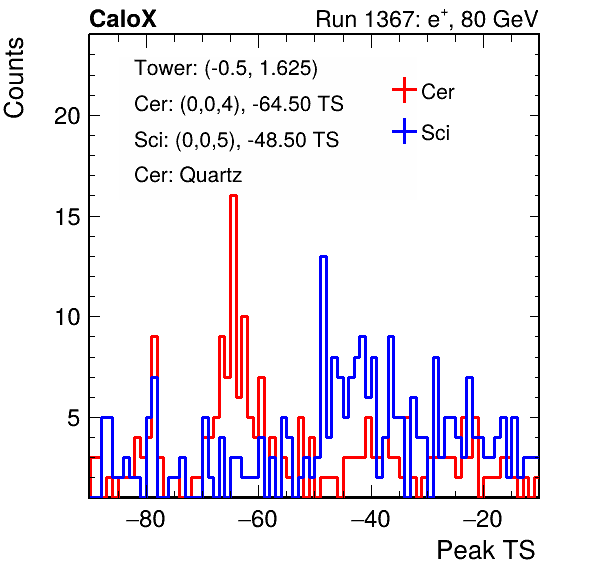 CaloX Run 1367: e⁺, 80 GeV
Counts
Tower: (-0.5, 1.625)
Cer: (0,0,4), -64.50 TS
Sci: (0,0,5), -48.50 TS
Cer: Quartz
Cer
Sci
20
15
10
5
−80 −60 −40 −20
Peak TS